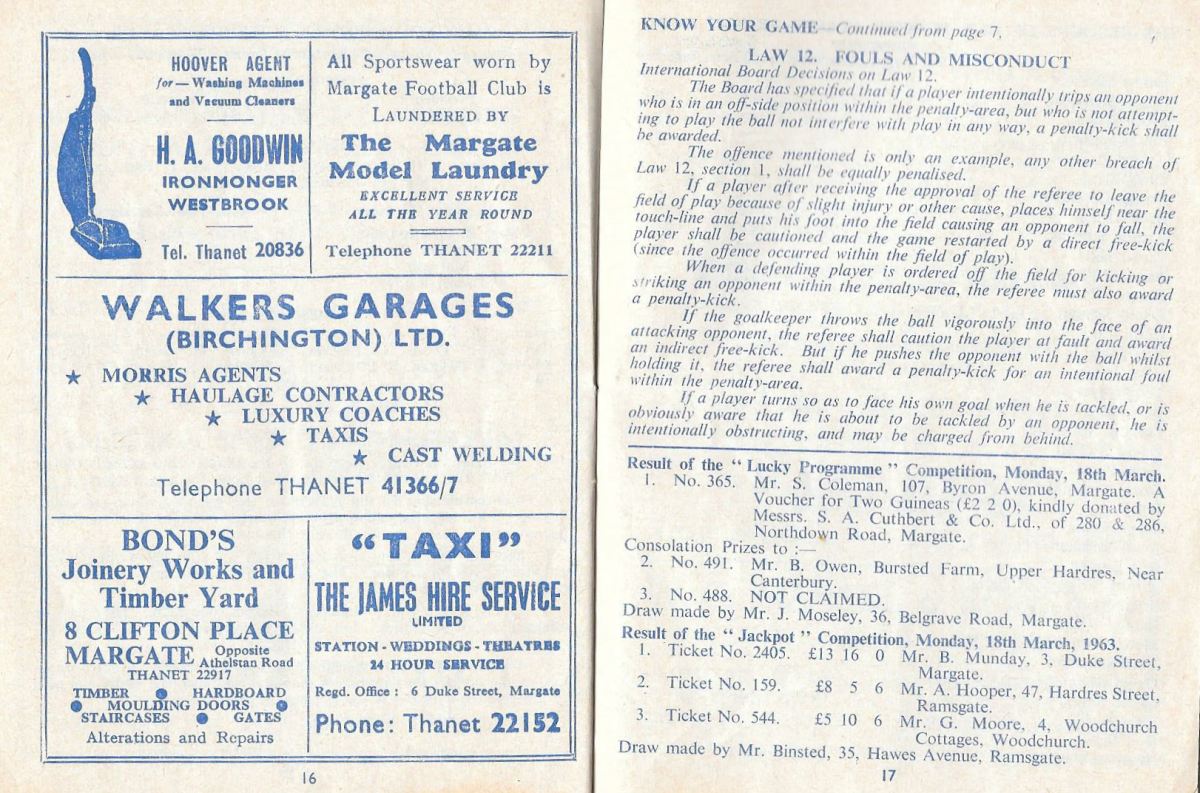 HOOVER AGENT
for — Washing Machines
and Vacuum Cleaners
H. A. GOODWIN
IRONMONGER
WESTBROOK
Tel. Thanet 20836
All Sportswear worn by
Margate Football Club is
LAUNDERED BY
The Margate
Model Laundry
EXCELLENT SERVICE
ALL THE YEAR ROUND
Telephone THANET 22211
WALKERS GARAGES
(BIRCHINGTON) LTD.
★ MORRIS AGENTS
★ HAULAGE CONTRACTORS
★ LUXURY COACHES
★ TAXIS
★ CAST WELDING
Telephone THANET 41366/7
BOND'S
Joinery Works and
Timber Yard
8 CLIFTON PLACE
MARGATE Opposite
Athelstan Road
THANET 22917
TIMBER ● HARDBOARD
● MOULDING DOORS ●
STAIRCASES ● GATES
Alterations and Repairs
"TAXI"
THE JAMES HIRE SERVICE
LIMITED
STATION - WEDDINGS - THEATRES
24 HOUR SERVICE
Regd. Office : 6 Duke Street, Margate
Phone: Thanet 22152
16
KNOW YOUR GAME—Continued from page 7,
LAW 12. FOULS AND MISCONDUCT
International Board Decisions on Law 12.
The Board has specified that if a player intentionally trips an opponent
who is in an off-side position within the penalty-area, but who is not attempt-
ing to play the ball not interfere with play in any way, a penalty-kick shall
be awarded.
The offence mentioned is only an example, any other breach of
Law 12, section 1, shall be equally penalised.
If a player after receiving the approval of the referee to leave the
field of play because of slight injury or other cause, places himself near the
touch-line and puts his foot into the field causing an opponent to fall, the
player shall be cautioned and the game restarted by a direct free-kick
(since the offence occurred within the field of play).
When a defending player is ordered off the field for kicking or
striking an opponent within the penalty-area, the referee must also award
a penalty-kick.
If the goalkeeper throws the ball vigorously into the face of an
attacking opponent, the referee shall caution the player at fault and award
an indirect free-kick. But if he pushes the opponent with the ball whilst
holding it, the referee shall award a penalty-kick for an intentional foul
within the penalty-area.
If a player turns so as to face his own goal when he is tackled, or is
obviously aware that he is about to be tackled by an opponent, he is
intentionally obstructing, and may be charged from behind.
Result of the " Lucky Programme " Competition, Monday, 18th March.
1. No. 365. Mr. S. Coleman, 107, Byron Avenue, Margate. A
Voucher for Two Guineas (£2 2 0), kindly donated by
Messrs. S. A. Cuthbert & Co. Ltd., of 280 & 286,
Northdown Road, Margate.
Consolation Prizes to :—
2. No. 491. Mr. B. Owen, Bursted Farm, Upper Hardres, Near
Canterbury.
3. No. 488. NOT CLAIMED.
Draw made by Mr. J. Moseley, 36, Belgrave Road, Margate.
Result of the " Jackpot " Competition, Monday, 18th March, 1963.
1. Ticket No. 2405. £13 16 0 Mr. B. Munday, 3, Duke Street,
Margate.
2. Ticket No. 159. £8 5 6 Mr. A. Hooper, 47, Hardres Street,
Ramsgate.
3. Ticket No. 544. £5 10 6 Mr. G. Moore, 4, Woodchurch
Cottages, Woodchurch.
Draw made by Mr. Binsted, 35, Hawes Avenue, Ramsgate.
17